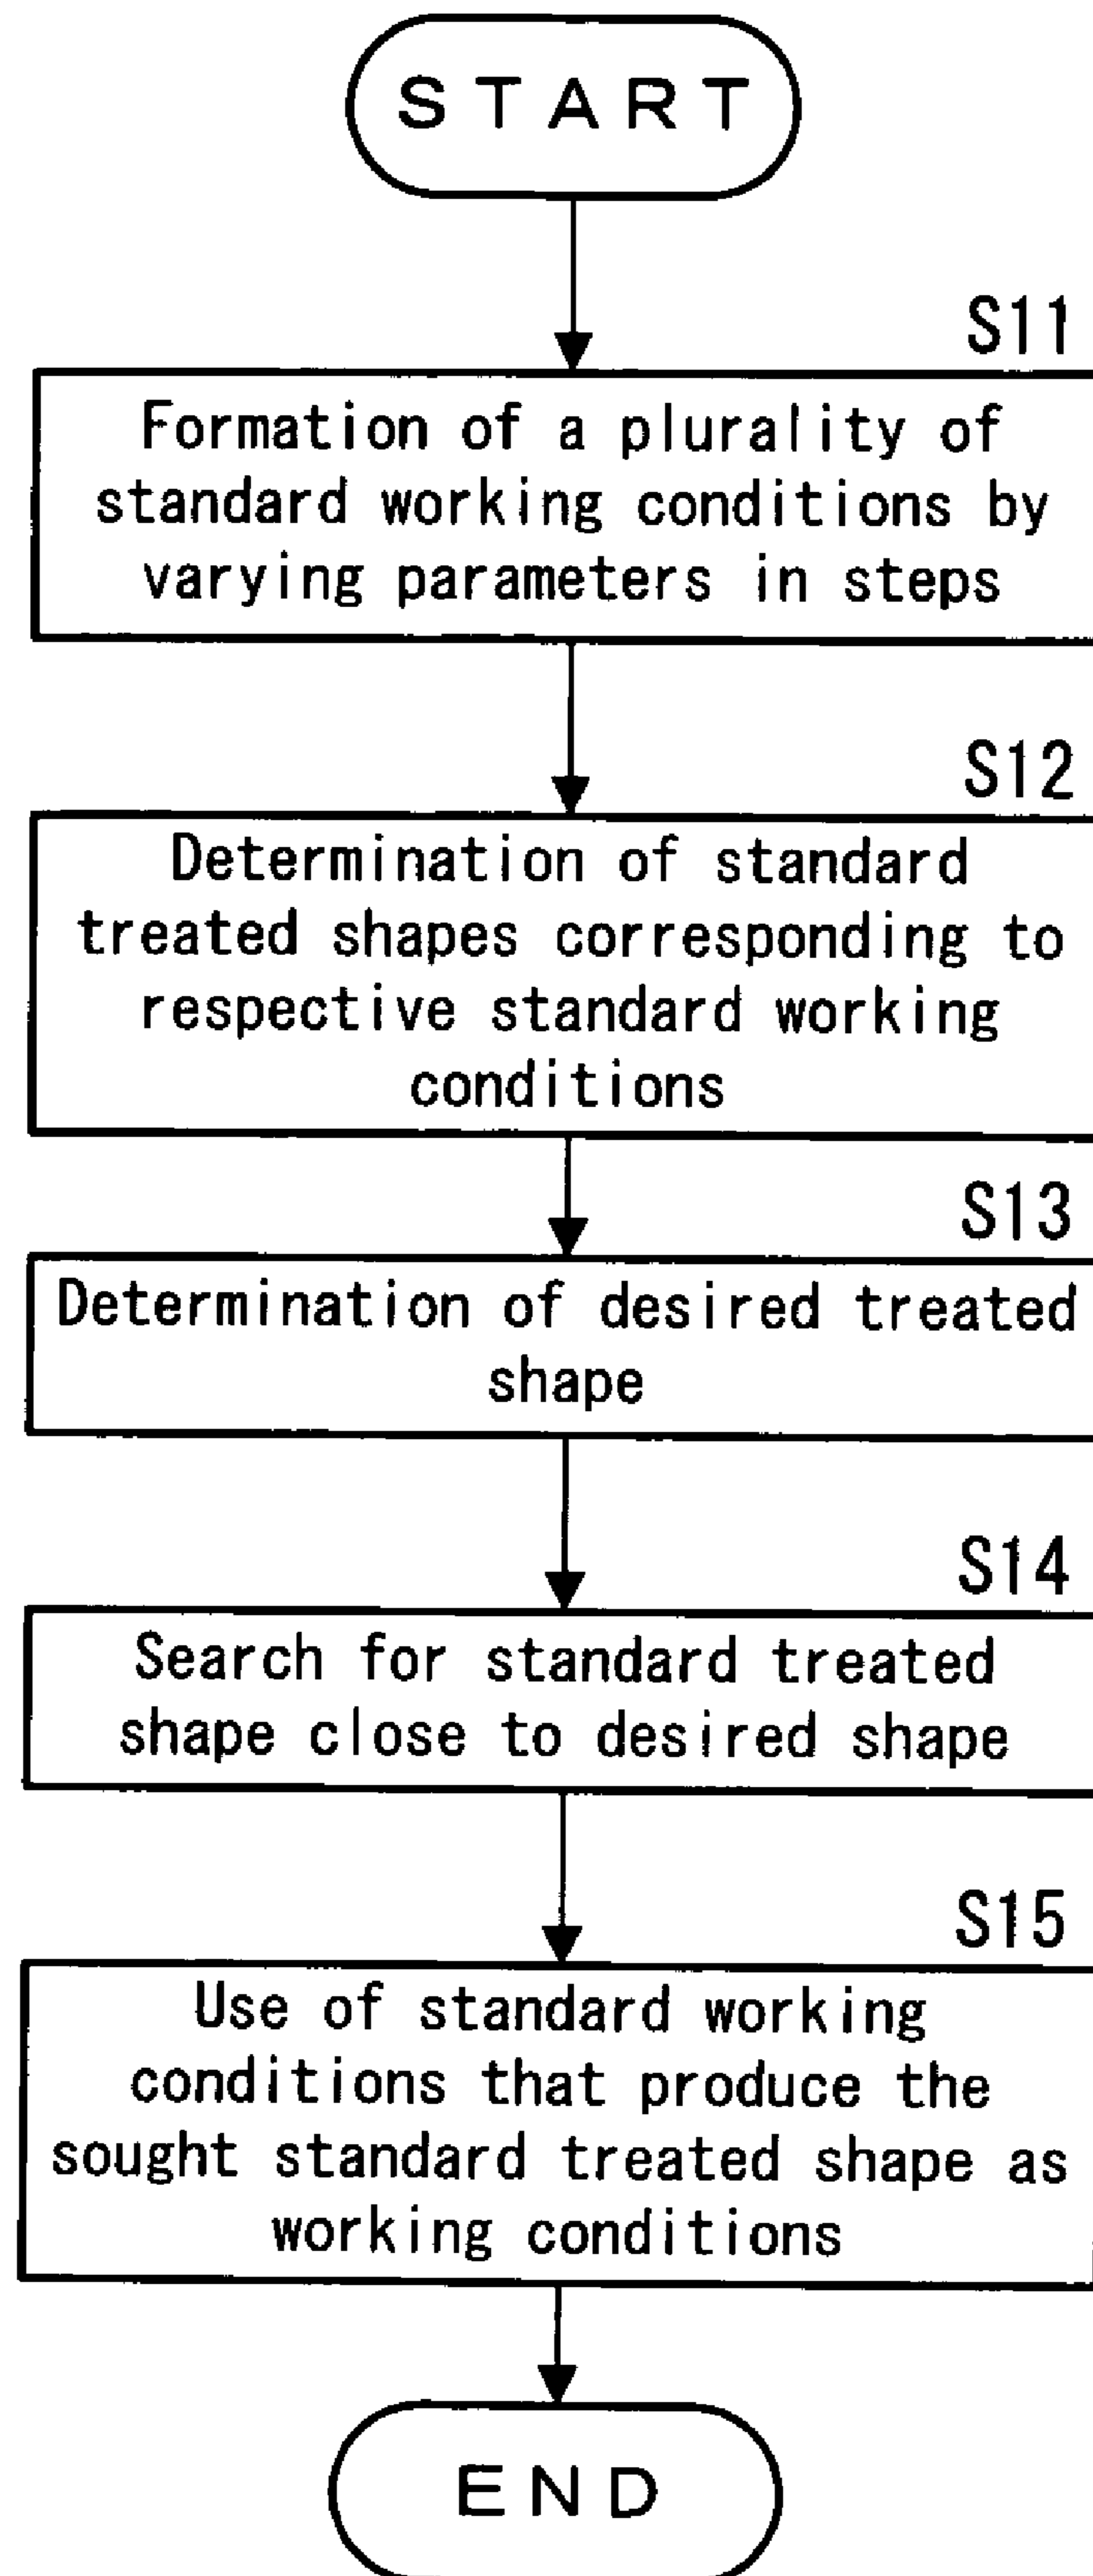 START
S11
Formation of a plurality of
standard working conditions by
varying parameters in steps
S12
Determination of standard
treated shapes corresponding to
respective standard working
conditions
S13
Determination of desired treated
shape
S14
Search for standard treated
shape close to desired shape
S15
Use of standard working
conditions that produce the
sought standard treated shape as
working conditions
END